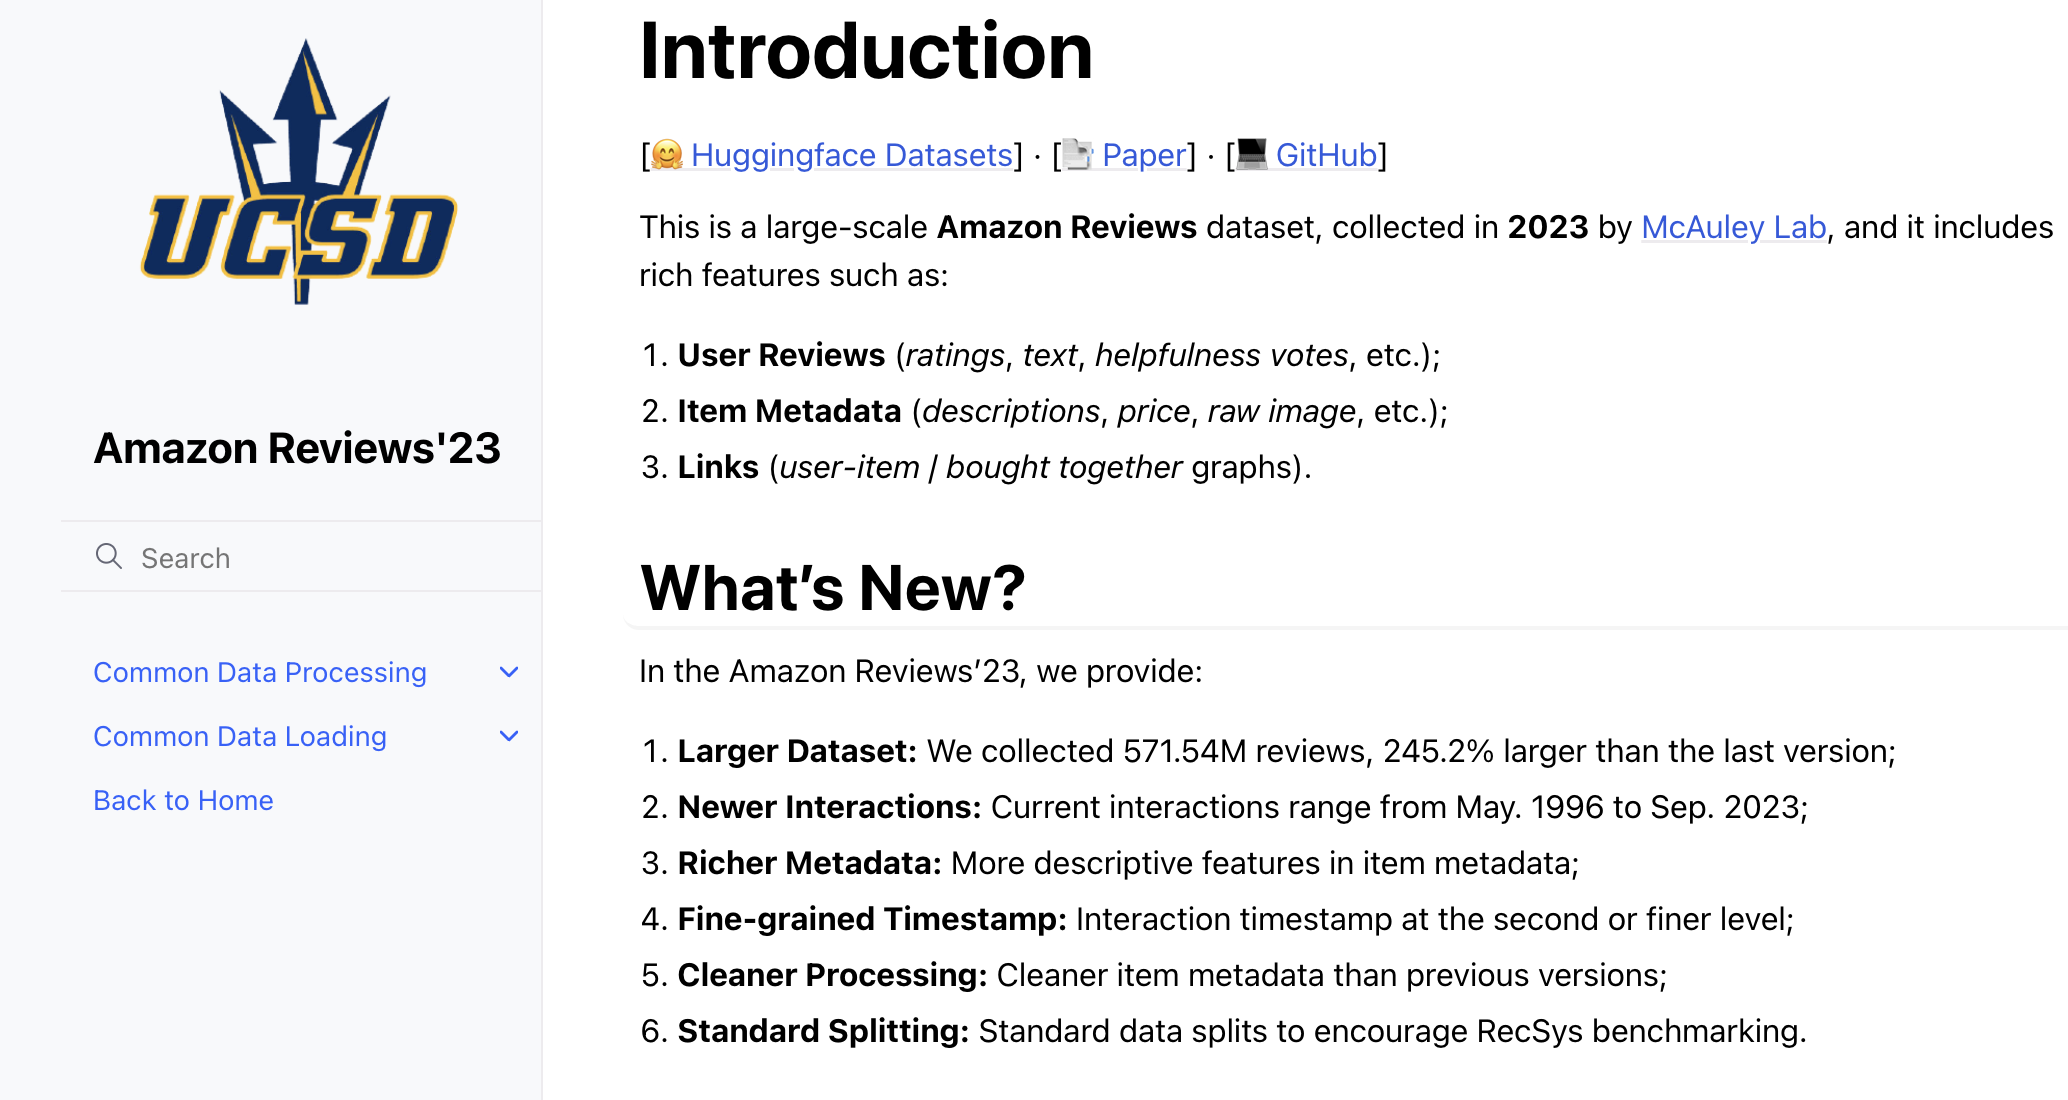 UCSD
Amazon Reviews'23
Search
Common Data Processing
Common Data Loading
Back to Home
Introduction
[🤗 Huggingface Datasets] · [📑 Paper] · [💻 GitHub]
This is a large-scale Amazon Reviews dataset, collected in 2023 by McAuley Lab, and it includes
rich features such as:
1. User Reviews (ratings, text, helpfulness votes, etc.);
2. Item Metadata (descriptions, price, raw image, etc.);
3. Links (user-item / bought together graphs).
What’s New?
In the Amazon Reviews’23, we provide:
1. Larger Dataset: We collected 571.54M reviews, 245.2% larger than the last version;
2. Newer Interactions: Current interactions range from May. 1996 to Sep. 2023;
3. Richer Metadata: More descriptive features in item metadata;
4. Fine-grained Timestamp: Interaction timestamp at the second or finer level;
5. Cleaner Processing: Cleaner item metadata than previous versions;
6. Standard Splitting: Standard data splits to encourage RecSys benchmarking.